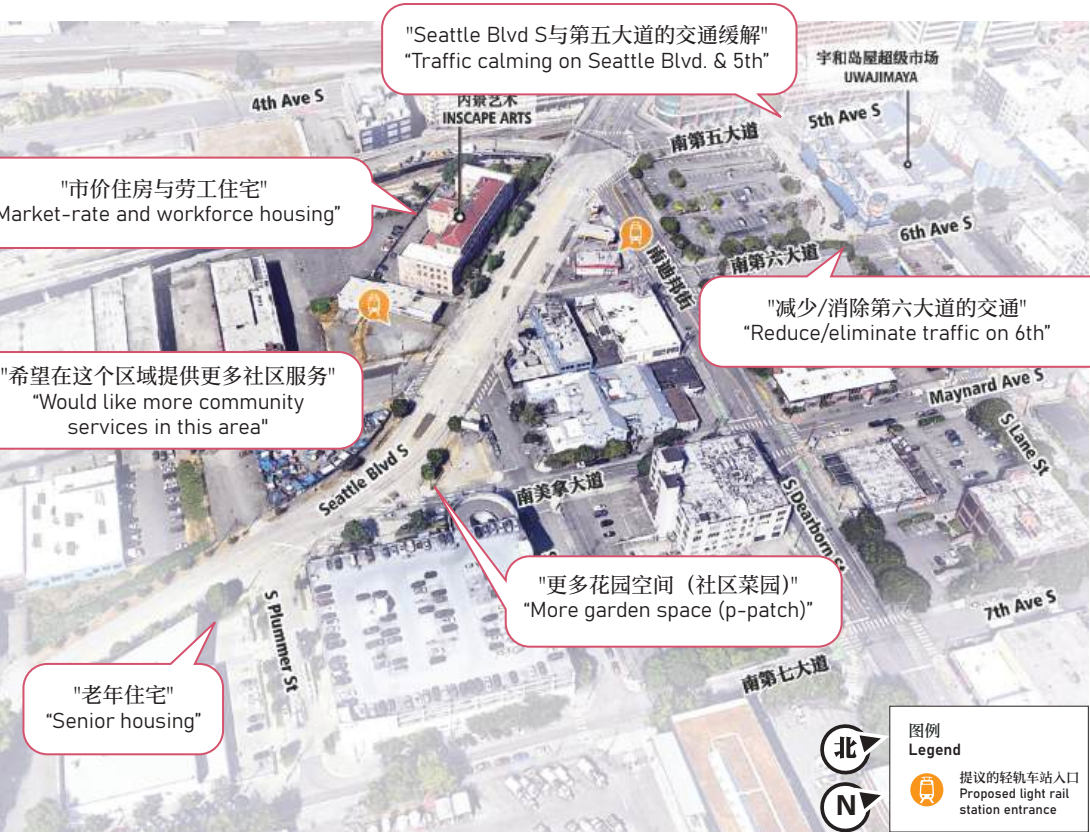 "Seattle Blvd S与第五大道的交通缓解"
“Traffic calming on Seattle Blvd. & 5th”
宇和岛屋超级市场
UWAJIMAYA
4th Ave S
内景艺术
INSCAPE ARTS
5th Ave S
南第五大道
"市价住房与劳工住宅"
Market-rate and workforce housing”
6th Ave S
南第六大道
南迪邦街
"减少/消除第六大道的交通"
“Reduce/eliminate traffic on 6th”
"希望在这个区域提供更多社区服务"
“Would like more community
services in this area"
Maynard Ave S
S Lane St
Seattle Blvd S
南美拿大道
S Dearborn St
"更多花园空间（社区菜园）"
“More garden space (p-patch)”
7th Ave S
S Plummer St
南第七大道
"老年住宅"
“Senior housing”
北
N
图例
Legend
提议的轻轨车站入口
Proposed light rail
station entrance